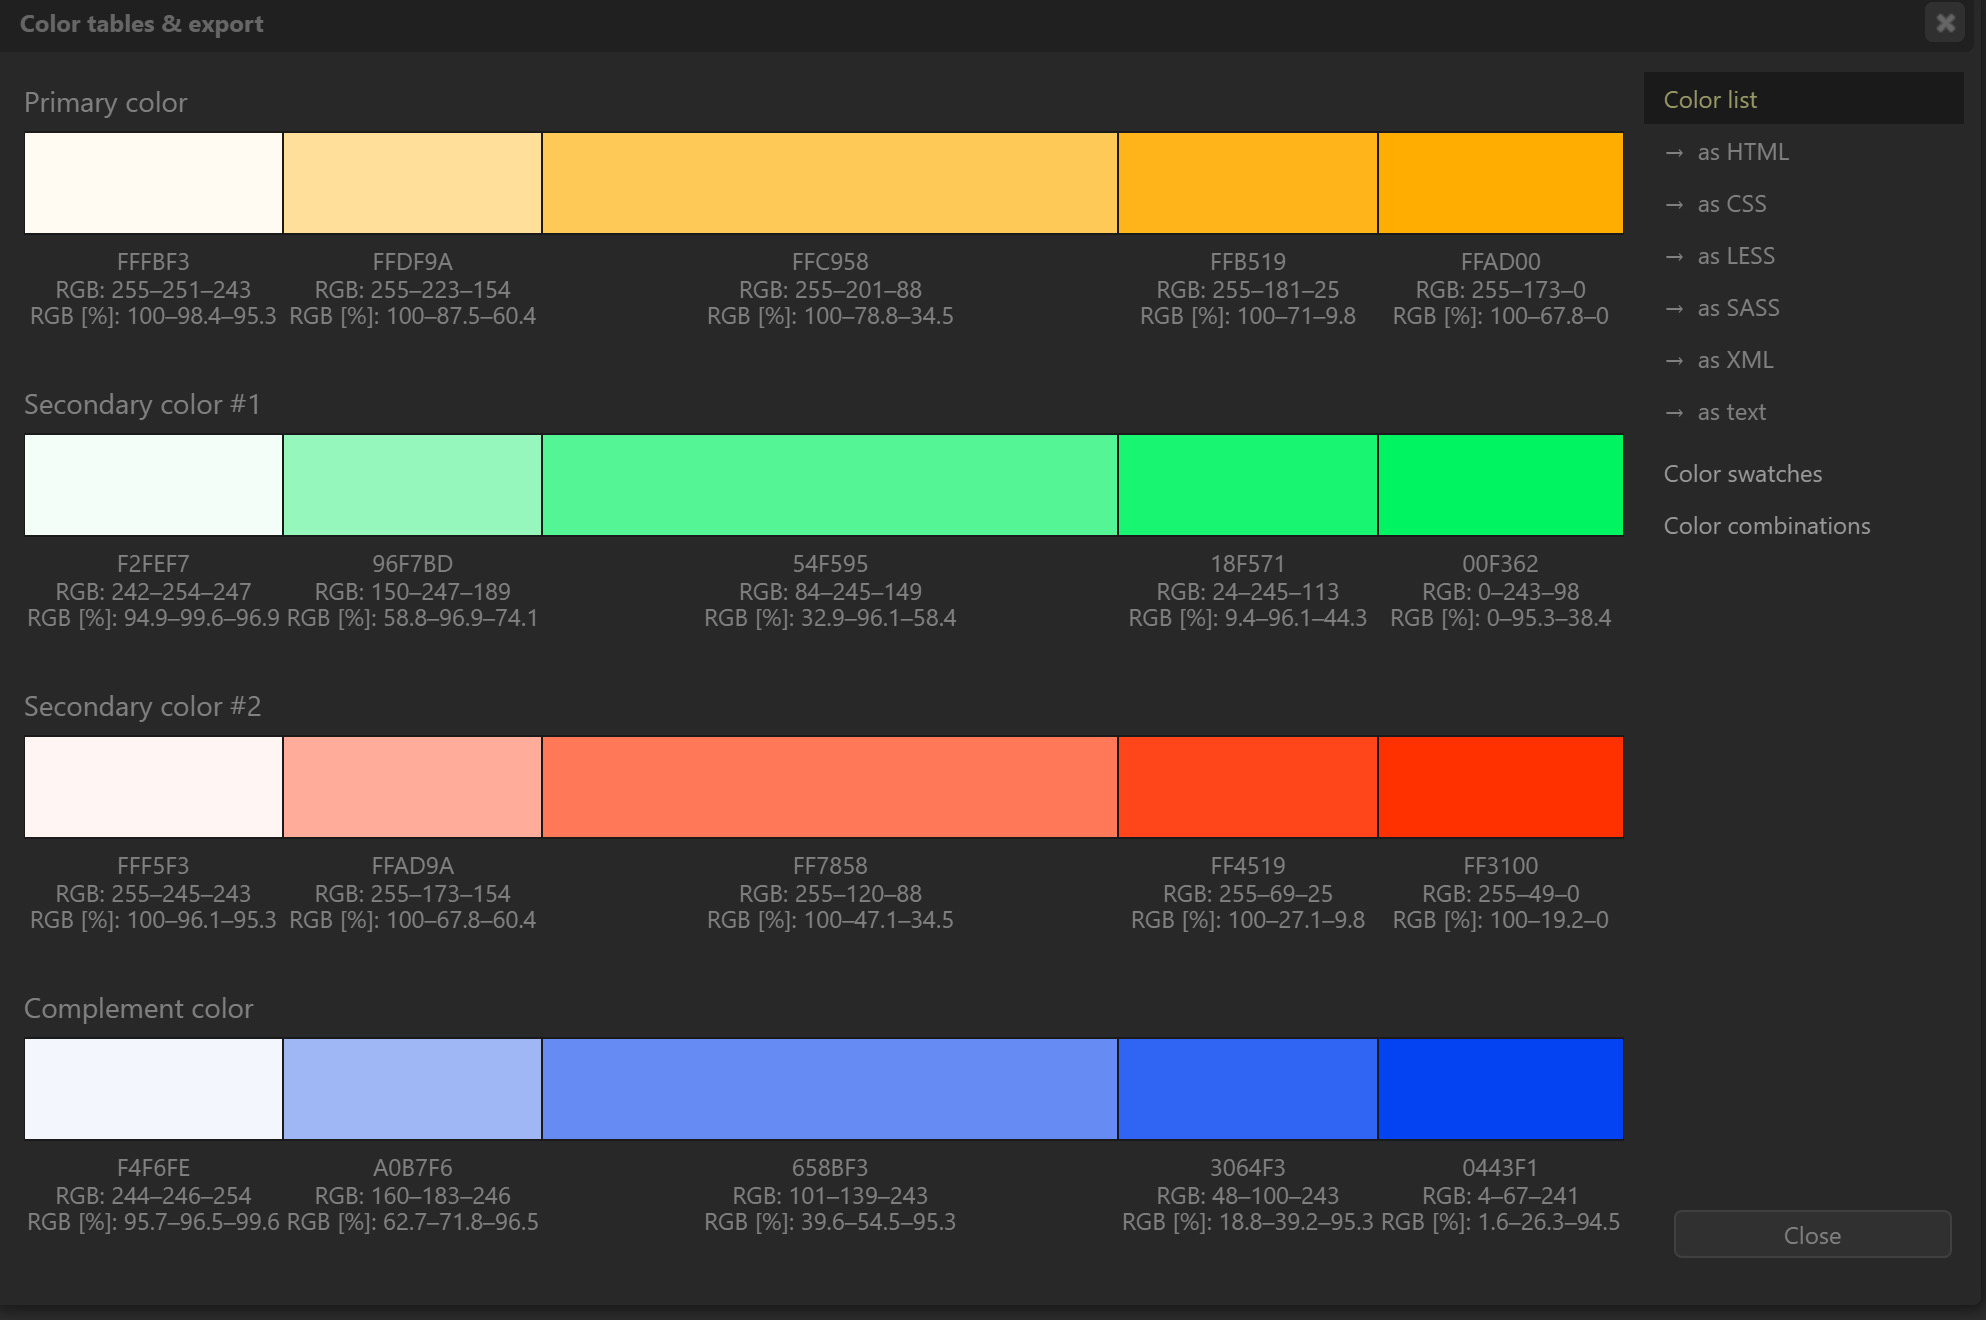 Color tables & export
Primary color
FFFBF3
RGB: 255–251–243
RGB [%]: 100–98.4–95.3
FFDF9A
RGB: 255–223–154
RGB [%]: 100–87.5–60.4
FFC958
RGB: 255–201–88
RGB [%]: 100–78.8–34.5
FFB519
RGB: 255–181–25
RGB [%]: 100–71–9.8
FFAD00
RGB: 255–173–0
RGB [%]: 100–67.8–0
Secondary color #1
F2FEF7
RGB: 242–254–247
RGB [%]: 94.9–99.6–96.9
96F7BD
RGB: 150–247–189
RGB [%]: 58.8–96.9–74.1
54F595
RGB: 84–245–149
RGB [%]: 32.9–96.1–58.4
18F571
RGB: 24–245–113
RGB [%]: 9.4–96.1–44.3
00F362
RGB: 0–243–98
RGB [%]: 0–95.3–38.4
Secondary color #2
FFF5F3
RGB: 255–245–243
RGB [%]: 100–96.1–95.3
FFAD9A
RGB: 255–173–154
RGB [%]: 100–67.8–60.4
FF7858
RGB: 255–120–88
RGB [%]: 100–47.1–34.5
FF4519
RGB: 255–69–25
RGB [%]: 100–27.1–9.8
FF3100
RGB: 255–49–0
RGB [%]: 100–19.2–0
Complement color
F4F6FE
RGB: 244–246–254
RGB [%]: 95.7–96.5–99.6
A0B7F6
RGB: 160–183–246
RGB [%]: 62.7–71.8–96.5
658BF3
RGB: 101–139–243
RGB [%]: 39.6–54.5–95.3
3064F3
RGB: 48–100–243
RGB [%]: 18.8–39.2–95.3
0443F1
RGB: 4–67–241
RGB [%]: 1.6–26.3–94.5
Color list
→ as HTML
→ as CSS
→ as LESS
→ as SASS
→ as XML
→ as text
Color swatches
Color combinations
Close